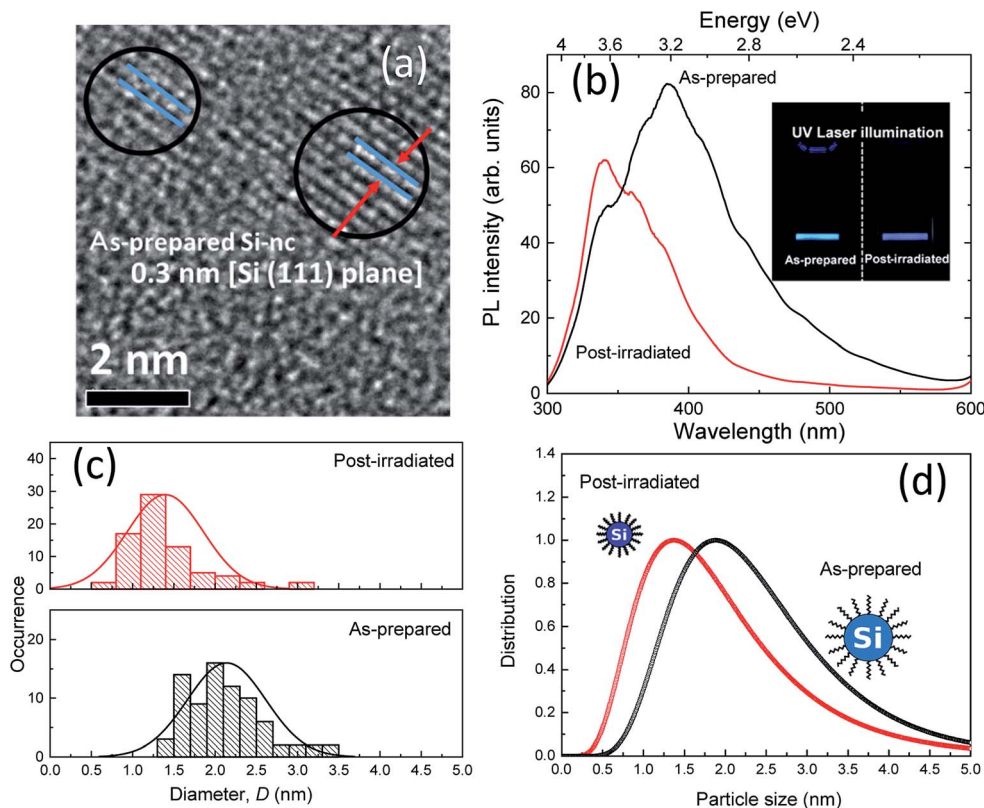 (a)
As-prepared Si-nc
0.3 nm [Si (111) plane]
2 nm
Energy (eV)
4 3.6 3.2 2.8 2.4
(b)
As-prepared
UV Laser illumination
As-prepared Post-irradiated
Post-irradiated
PL intensity (arb. units)
80
60
40
20
0
300 400 500 600
Wavelength (nm)
(c)
Post-irradiated
As-prepared
Occurrence
40
30
20
10
0
20
10
0
0.0 0.5 1.0 1.5 2.0 2.5 3.0 3.5 4.0 4.5 5.0
Diameter, D (nm)
(d)
Post-irradiated
Si
As-prepared
Si
Distribution
1.4
1.2
1.0
0.8
0.6
0.4
0.2
0.0
0.0 0.5 1.0 1.5 2.0 2.5 3.0 3.5 4.0 4.5 5.0
Particle size (nm)